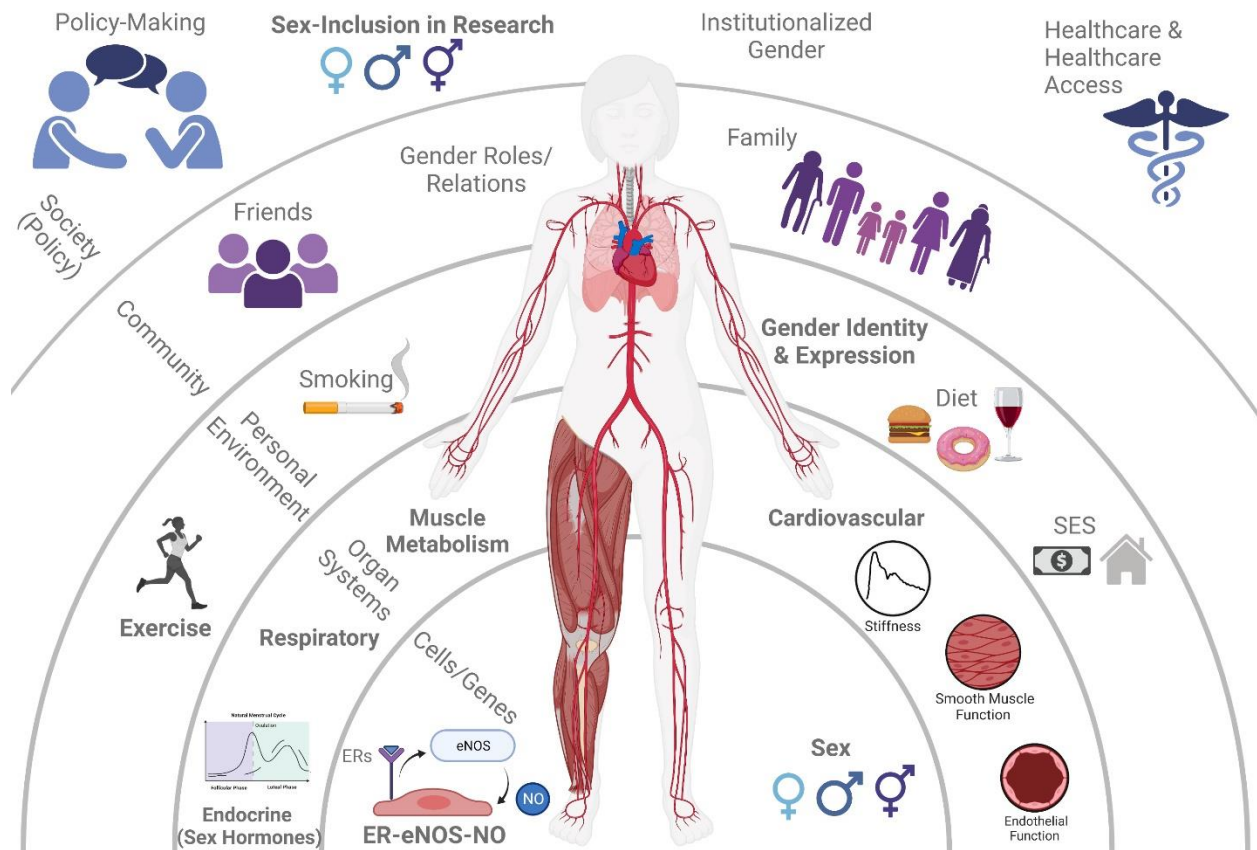 Policy-Making
Sex-Inclusion in Research
Institutionalized
Gender
Healthcare &
Healthcare
Access
Gender Roles/
Relations
Family
Society
(Policy)
Friends
Community
Gender Identity
& Expression
Smoking
Diet
Personal
Environment
Muscle
Metabolism
Cardiovascular
SES
$
Organ
Systems
Stiffness
Exercise
Respiratory
Cells/Genes
Smooth Muscle
Function
Natural Menstrual Cycle
Ovulation
Follicular Phase
Luteal Phase
Endocrine
(Sex Hormones)
ERs
eNOS
NO
ER-eNOS-NO
Sex
Endothelial
Function